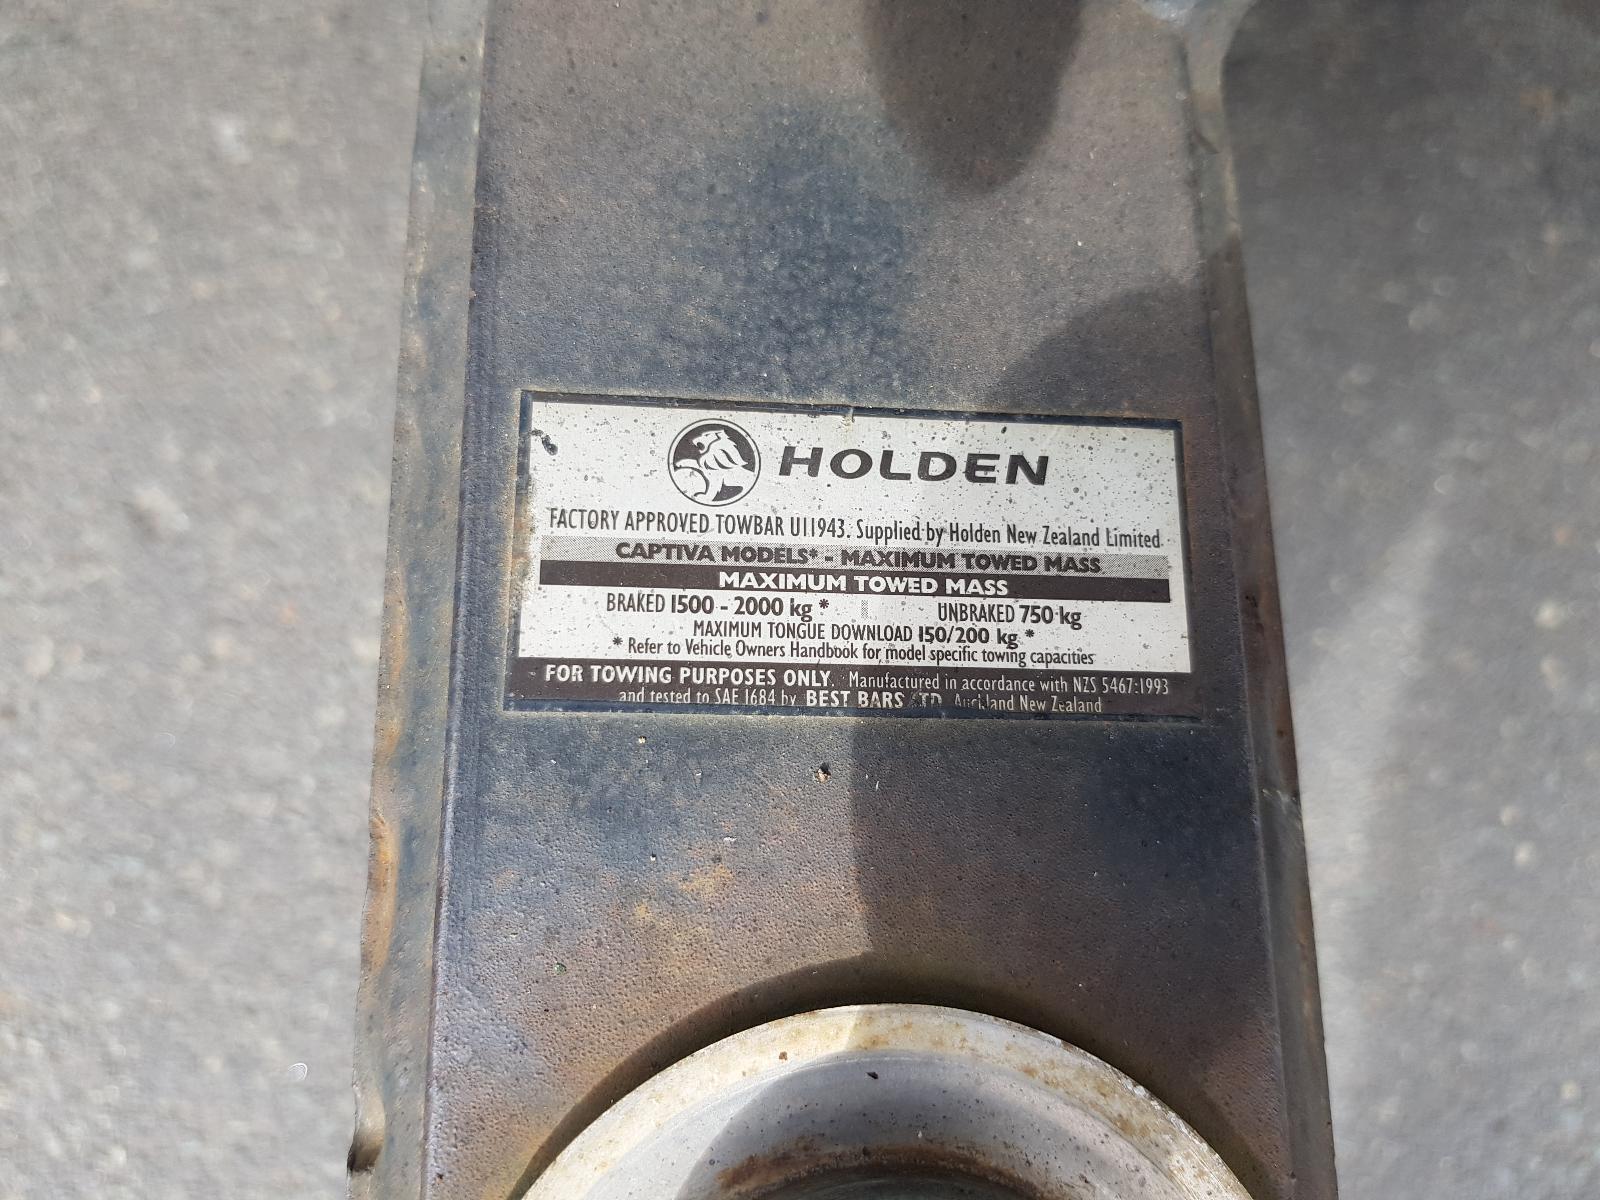 HOLDEN
FACTORY APPROVED TOWBAR U11943. Supplied by Holden New Zealand Limited.
CAPTIVA MODELS* - MAXIMUM TOWED MASS
MAXIMUM TOWED MASS
BRAKED 1500 - 2000 kg * UNBRAKED 750 kg
MAXIMUM TONGUE DOWNLOAD 150/200 kg *
* Refer to Vehicle Owners Handbook for model specific towing capacities
FOR TOWING PURPOSES ONLY. Manufactured in accordance with NZS 5467:1993
and tested to SAE J684 by BEST BARS LTD Auckland New Zealand